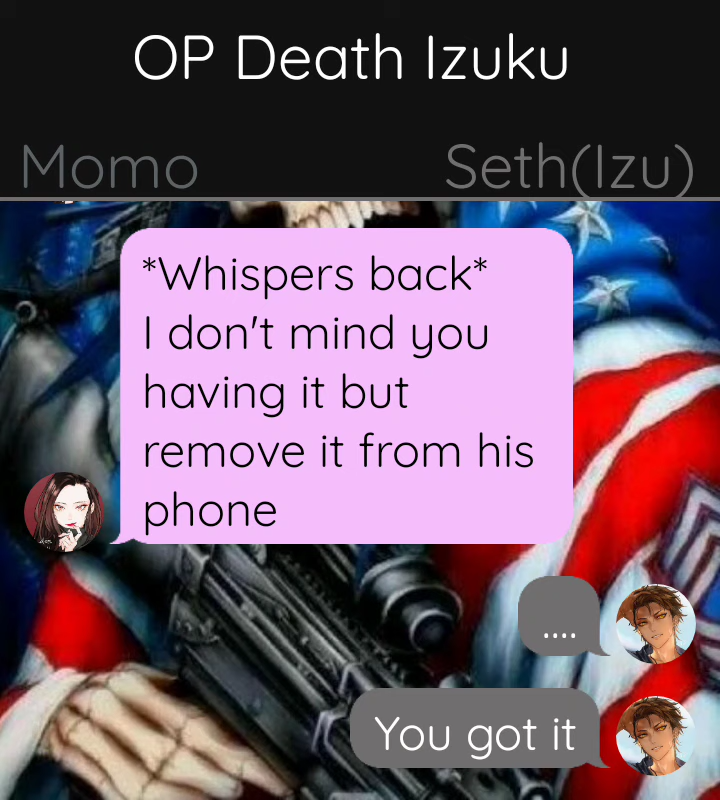 OP Death Izuku
Momo
Seth(Izu)
*Whispers back*
I don't mind you
having it but
remove it from his
phone
....
You got it